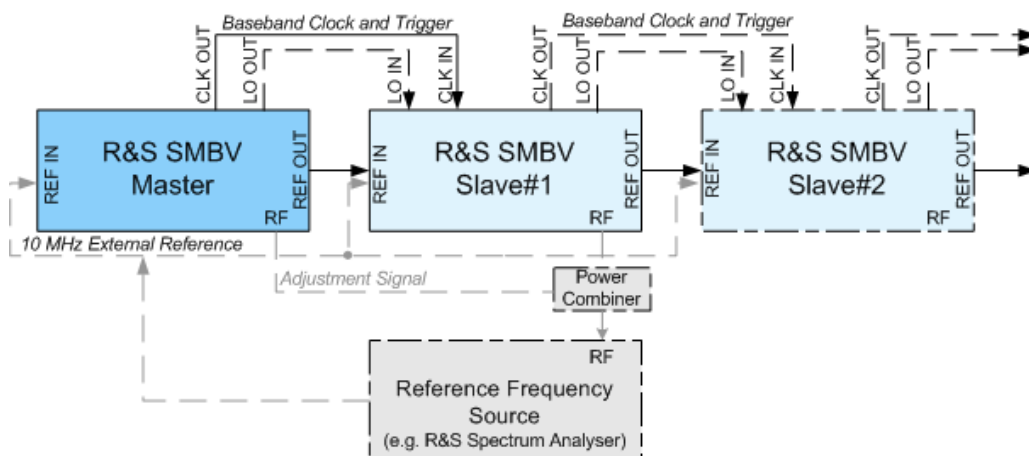 Baseband Clock and Trigger
Baseband Clock and Trigger
CLK OUT
LO OUT
LO IN
CLK IN
CLK OUT
LO OUT
LO IN
CLK IN
CLK OUT
LO OUT
REF IN
R&S SMBV
Master
REF OUT
RF
REF IN
R&S SMBV
Slave#1
REF OUT
RF
REF IN
R&S SMBV
Slave#2
REF OUT
RF
10 MHz External Reference
Adjustment Signal
Power
Combiner
RF
Reference Frequency
Source
(e.g. R&S Spectrum Analyser)